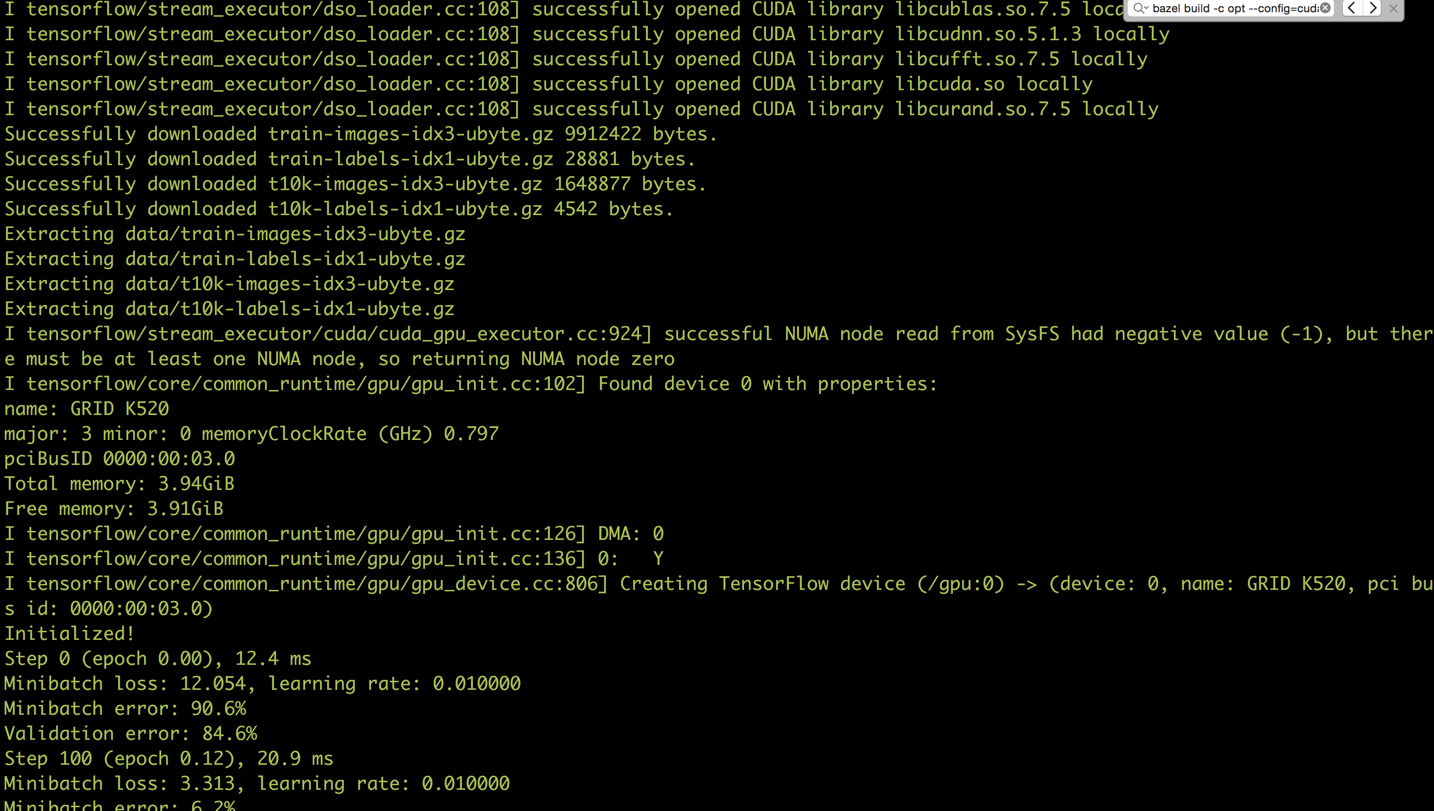 I tensorflow/stream_executor/dso_loader.cc:108] successfully opened CUDA library libcublas.so.7.5 loca
bazel build -c opt --config=cuda
I tensorflow/stream_executor/dso_loader.cc:108] successfully opened CUDA library libcudnn.so.5.1.3 locally
I tensorflow/stream_executor/dso_loader.cc:108] successfully opened CUDA library libcufft.so.7.5 locally
I tensorflow/stream_executor/dso_loader.cc:108] successfully opened CUDA library libcuda.so locally
I tensorflow/stream_executor/dso_loader.cc:108] successfully opened CUDA library libcurand.so.7.5 locally
Successfully downloaded train-images-idx3-ubyte.gz 9912422 bytes.
Successfully downloaded train-labels-idx1-ubyte.gz 28881 bytes.
Successfully downloaded t10k-images-idx3-ubyte.gz 1648877 bytes.
Successfully downloaded t10k-labels-idx1-ubyte.gz 4542 bytes.
Extracting data/train-images-idx3-ubyte.gz
Extracting data/train-labels-idx1-ubyte.gz
Extracting data/t10k-images-idx3-ubyte.gz
Extracting data/t10k-labels-idx1-ubyte.gz
I tensorflow/stream_executor/cuda/cuda_gpu_executor.cc:924] successful NUMA node read from SysFS had negative value (-1), but ther
e must be at least one NUMA node, so returning NUMA node zero
I tensorflow/core/common_runtime/gpu/gpu_init.cc:102] Found device 0 with properties:
name: GRID K520
major: 3 minor: 0 memoryClockRate (GHz) 0.797
pciBusID 0000:00:03.0
Total memory: 3.94GiB
Free memory: 3.91GiB
I tensorflow/core/common_runtime/gpu/gpu_init.cc:126] DMA: 0
I tensorflow/core/common_runtime/gpu/gpu_init.cc:136] 0:   Y
I tensorflow/core/common_runtime/gpu/gpu_device.cc:806] Creating TensorFlow device (/gpu:0) -> (device: 0, name: GRID K520, pci bu
s id: 0000:00:03.0)
Initialized!
Step 0 (epoch 0.00), 12.4 ms
Minibatch loss: 12.054, learning rate: 0.010000
Minibatch error: 90.6%
Validation error: 84.6%
Step 100 (epoch 0.12), 20.9 ms
Minibatch loss: 3.313, learning rate: 0.010000
Minibatch error: 6.2%